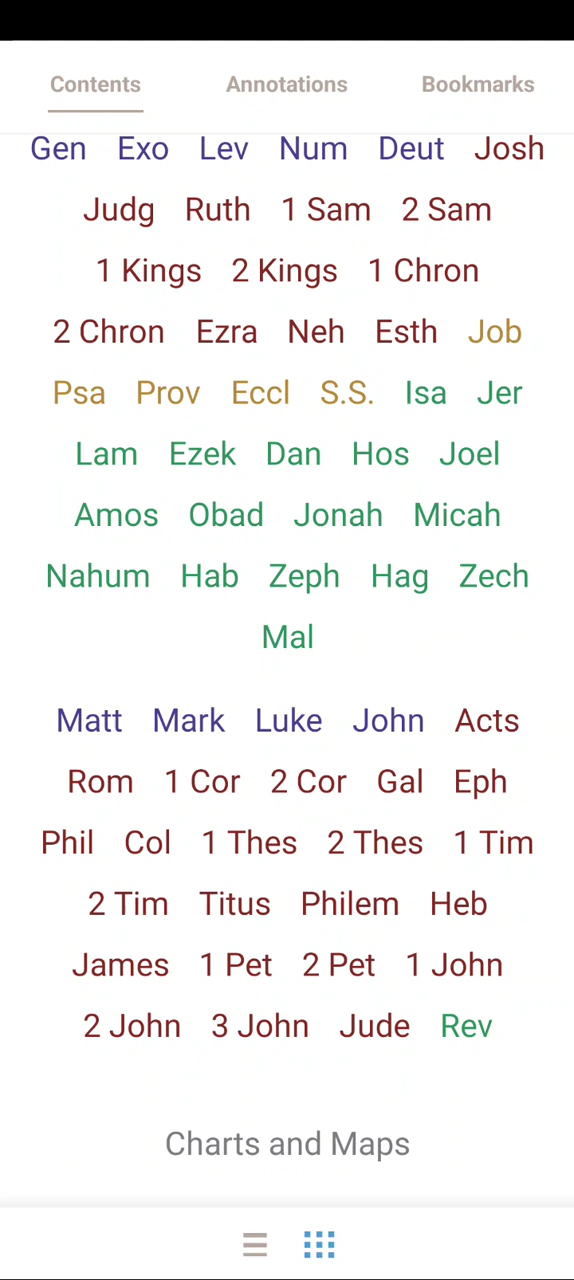 Contents Annotations Bookmarks
Gen Exo Lev Num Deut Josh
Judg Ruth 1 Sam 2 Sam
1 Kings 2 Kings 1 Chron
2 Chron Ezra Neh Esth Job
Psa Prov Eccl S.S. Isa Jer
Lam Ezek Dan Hos Joel
Amos Obad Jonah Micah
Nahum Hab Zeph Hag Zech
Mal
Matt Mark Luke John Acts
Rom 1 Cor 2 Cor Gal Eph
Phil Col 1 Thes 2 Thes 1 Tim
2 Tim Titus Philem Heb
James 1 Pet 2 Pet 1 John
2 John 3 John Jude Rev
Charts and Maps